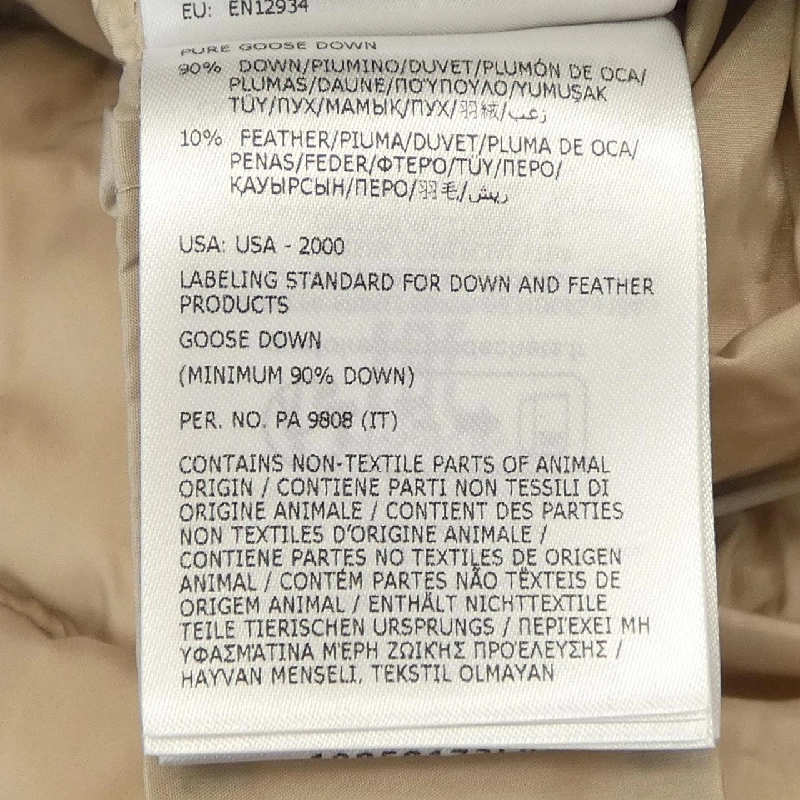 EU: EN12934
PURE GOOSE DOWN
90% DOWN/PIUMINO/DUVET/PLUMÓN DE OCA/
PLUMAS/DAUNE/ΠΟΎΠΟΥΛΟ/YUMUŞAK
TÜY/ПУХ/МАМЫҚ/ПУХ/羽絨/زغب
10% FEATHER/PIUMA/DUVET/PLUMA DE OCA/
PENAS/FEDER/ΦΤΕΡΌ/TÜY/ПЕРО/
ҚАУЫРСЫН/ПЕРО/羽毛/ريش
USA: USA - 2000
LABELING STANDARD FOR DOWN AND FEATHER
PRODUCTS
GOOSE DOWN
(MINIMUM 90% DOWN)
PER. NO. PA 9808 (IT)
CONTAINS NON-TEXTILE PARTS OF ANIMAL
ORIGIN / CONTIENE PARTI NON TESSILI DI
ORIGINE ANIMALE / CONTIENT DES PARTIES
NON TEXTILES D'ORIGINE ANIMALE /
CONTIENE PARTES NO TEXTILES DE ORIGEN
ANIMAL / CONTÉM PARTES NÃO TÊXTEIS DE
ORIGEM ANIMAL / ENTHÄLT NICHTTEXTILE
TEILE TIERISCHEN URSPRUNGS / ΠΕΡΙΈΧΕΙ ΜΗ
ΥΦΑΣΜΆΤΙΝΑ ΜΈΡΗ ΖΩΙΚΉΣ ΠΡΟΈΛΕΥΣΗΣ /
HAYVAN MENŞELİ, TEKSTİL OLMAYAN